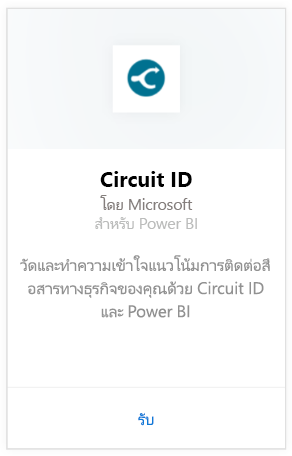 Circuit ID
โดย Microsoft
สำหรับ Power BI
วัดและทำความเข้าใจแนวโน้มการติดต่อสื
อสารทางธุรกิจของคุณด้วย Circuit ID
และ Power BI
รับ